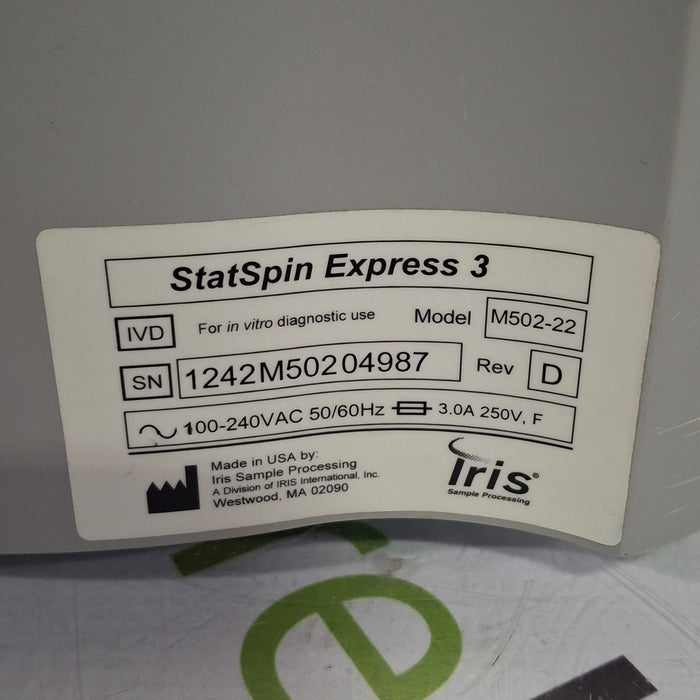 StatSpin Express 3
IVD For in vitro diagnostic use Model M502-22
SN 1242M50204987 Rev D
100-240VAC 50/60Hz 3.0A 250V, F
Made in USA by:
Iris Sample Processing
A Division of IRIS International, Inc.
Westwood, MA 02090
Iris®
Sample Processing
re